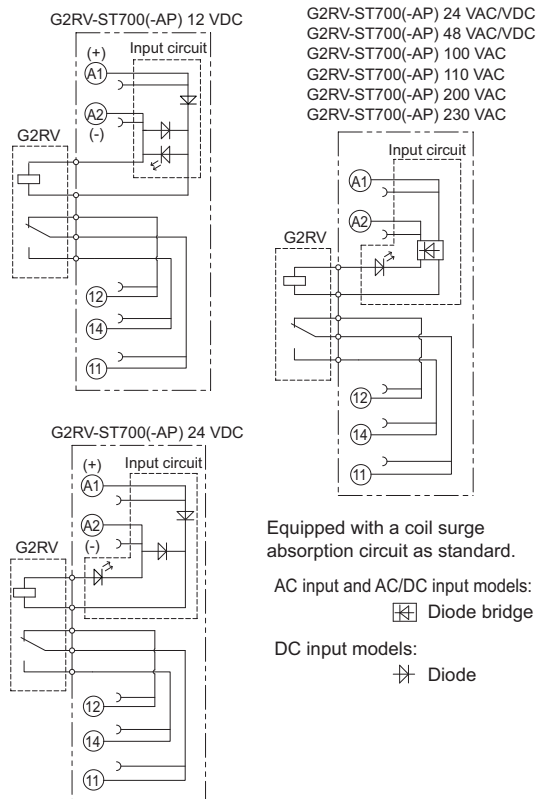 G2RV-ST700(-AP) 12 VDC
(+)
Input circuit
A1
A2
(-)
G2RV
12
14
11
G2RV-ST700(-AP) 24 VAC/VDC
G2RV-ST700(-AP) 48 VAC/VDC
G2RV-ST700(-AP) 100 VAC
G2RV-ST700(-AP) 110 VAC
G2RV-ST700(-AP) 200 VAC
G2RV-ST700(-AP) 230 VAC
Input circuit
A1
A2
G2RV
12
14
11
G2RV-ST700(-AP) 24 VDC
(+)
Input circuit
A1
A2
(-)
G2RV
12
14
11
Equipped with a coil surge
absorption circuit as standard.
AC input and AC/DC input models:
Diode bridge
DC input models:
Diode